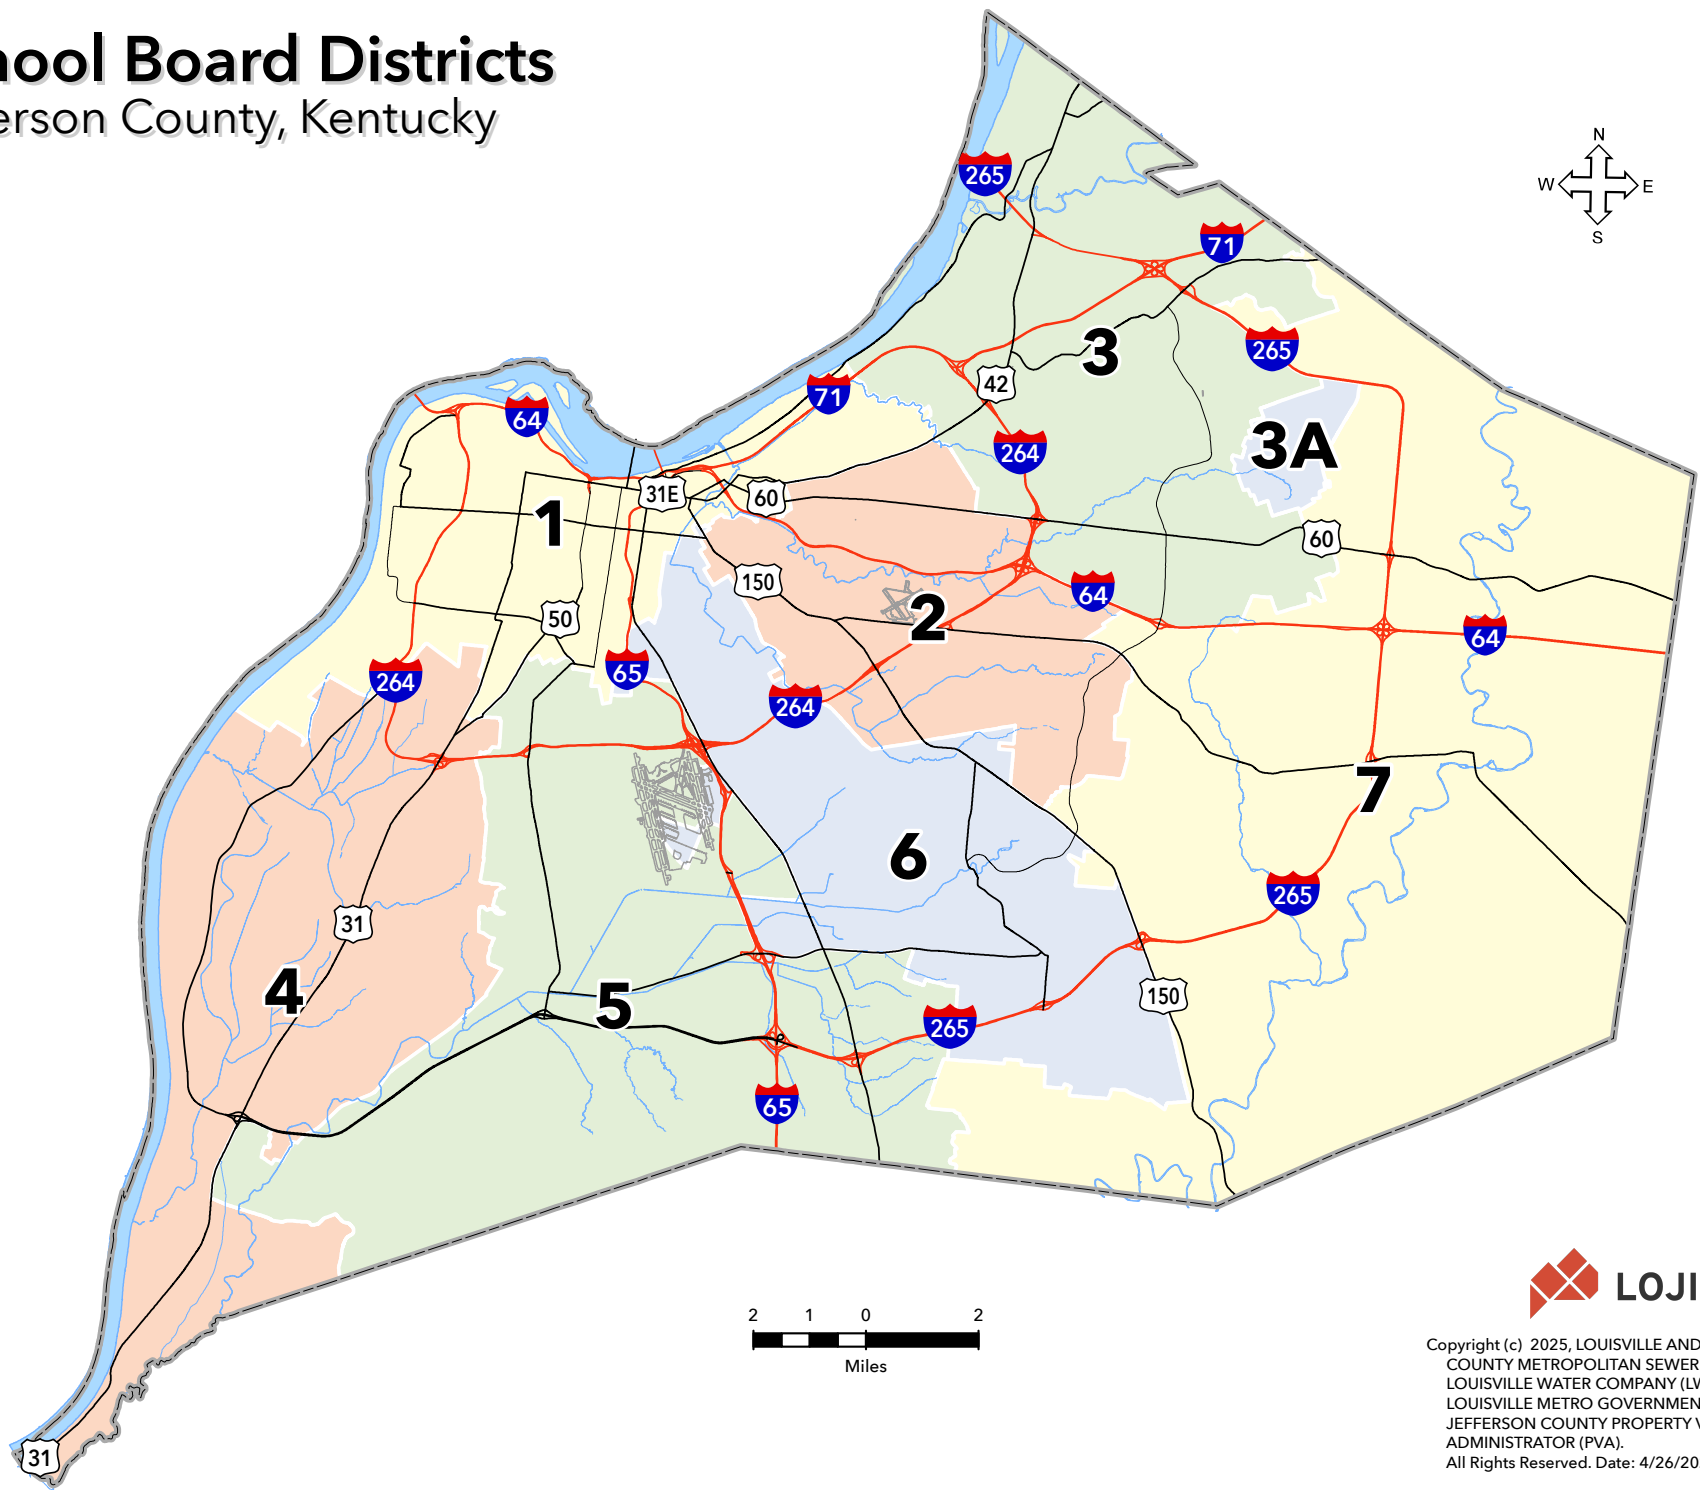 hool Board Districts
erson County, Kentucky
N
W
E
S
265
71
3
265
42
71
64
264
3A
31E
60
1
60
150
64
2
50
64
65
264
264
7
6
265
31
4
5
150
265
65
2 1 0 2
Miles
LOJI
Copyright (c) 2025, LOUISVILLE AND
COUNTY METROPOLITAN SEWER
LOUISVILLE WATER COMPANY (LW
LOUISVILLE METRO GOVERNMEN
JEFFERSON COUNTY PROPERTY V
ADMINISTRATOR (PVA).
All Rights Reserved. Date: 4/26/20
31